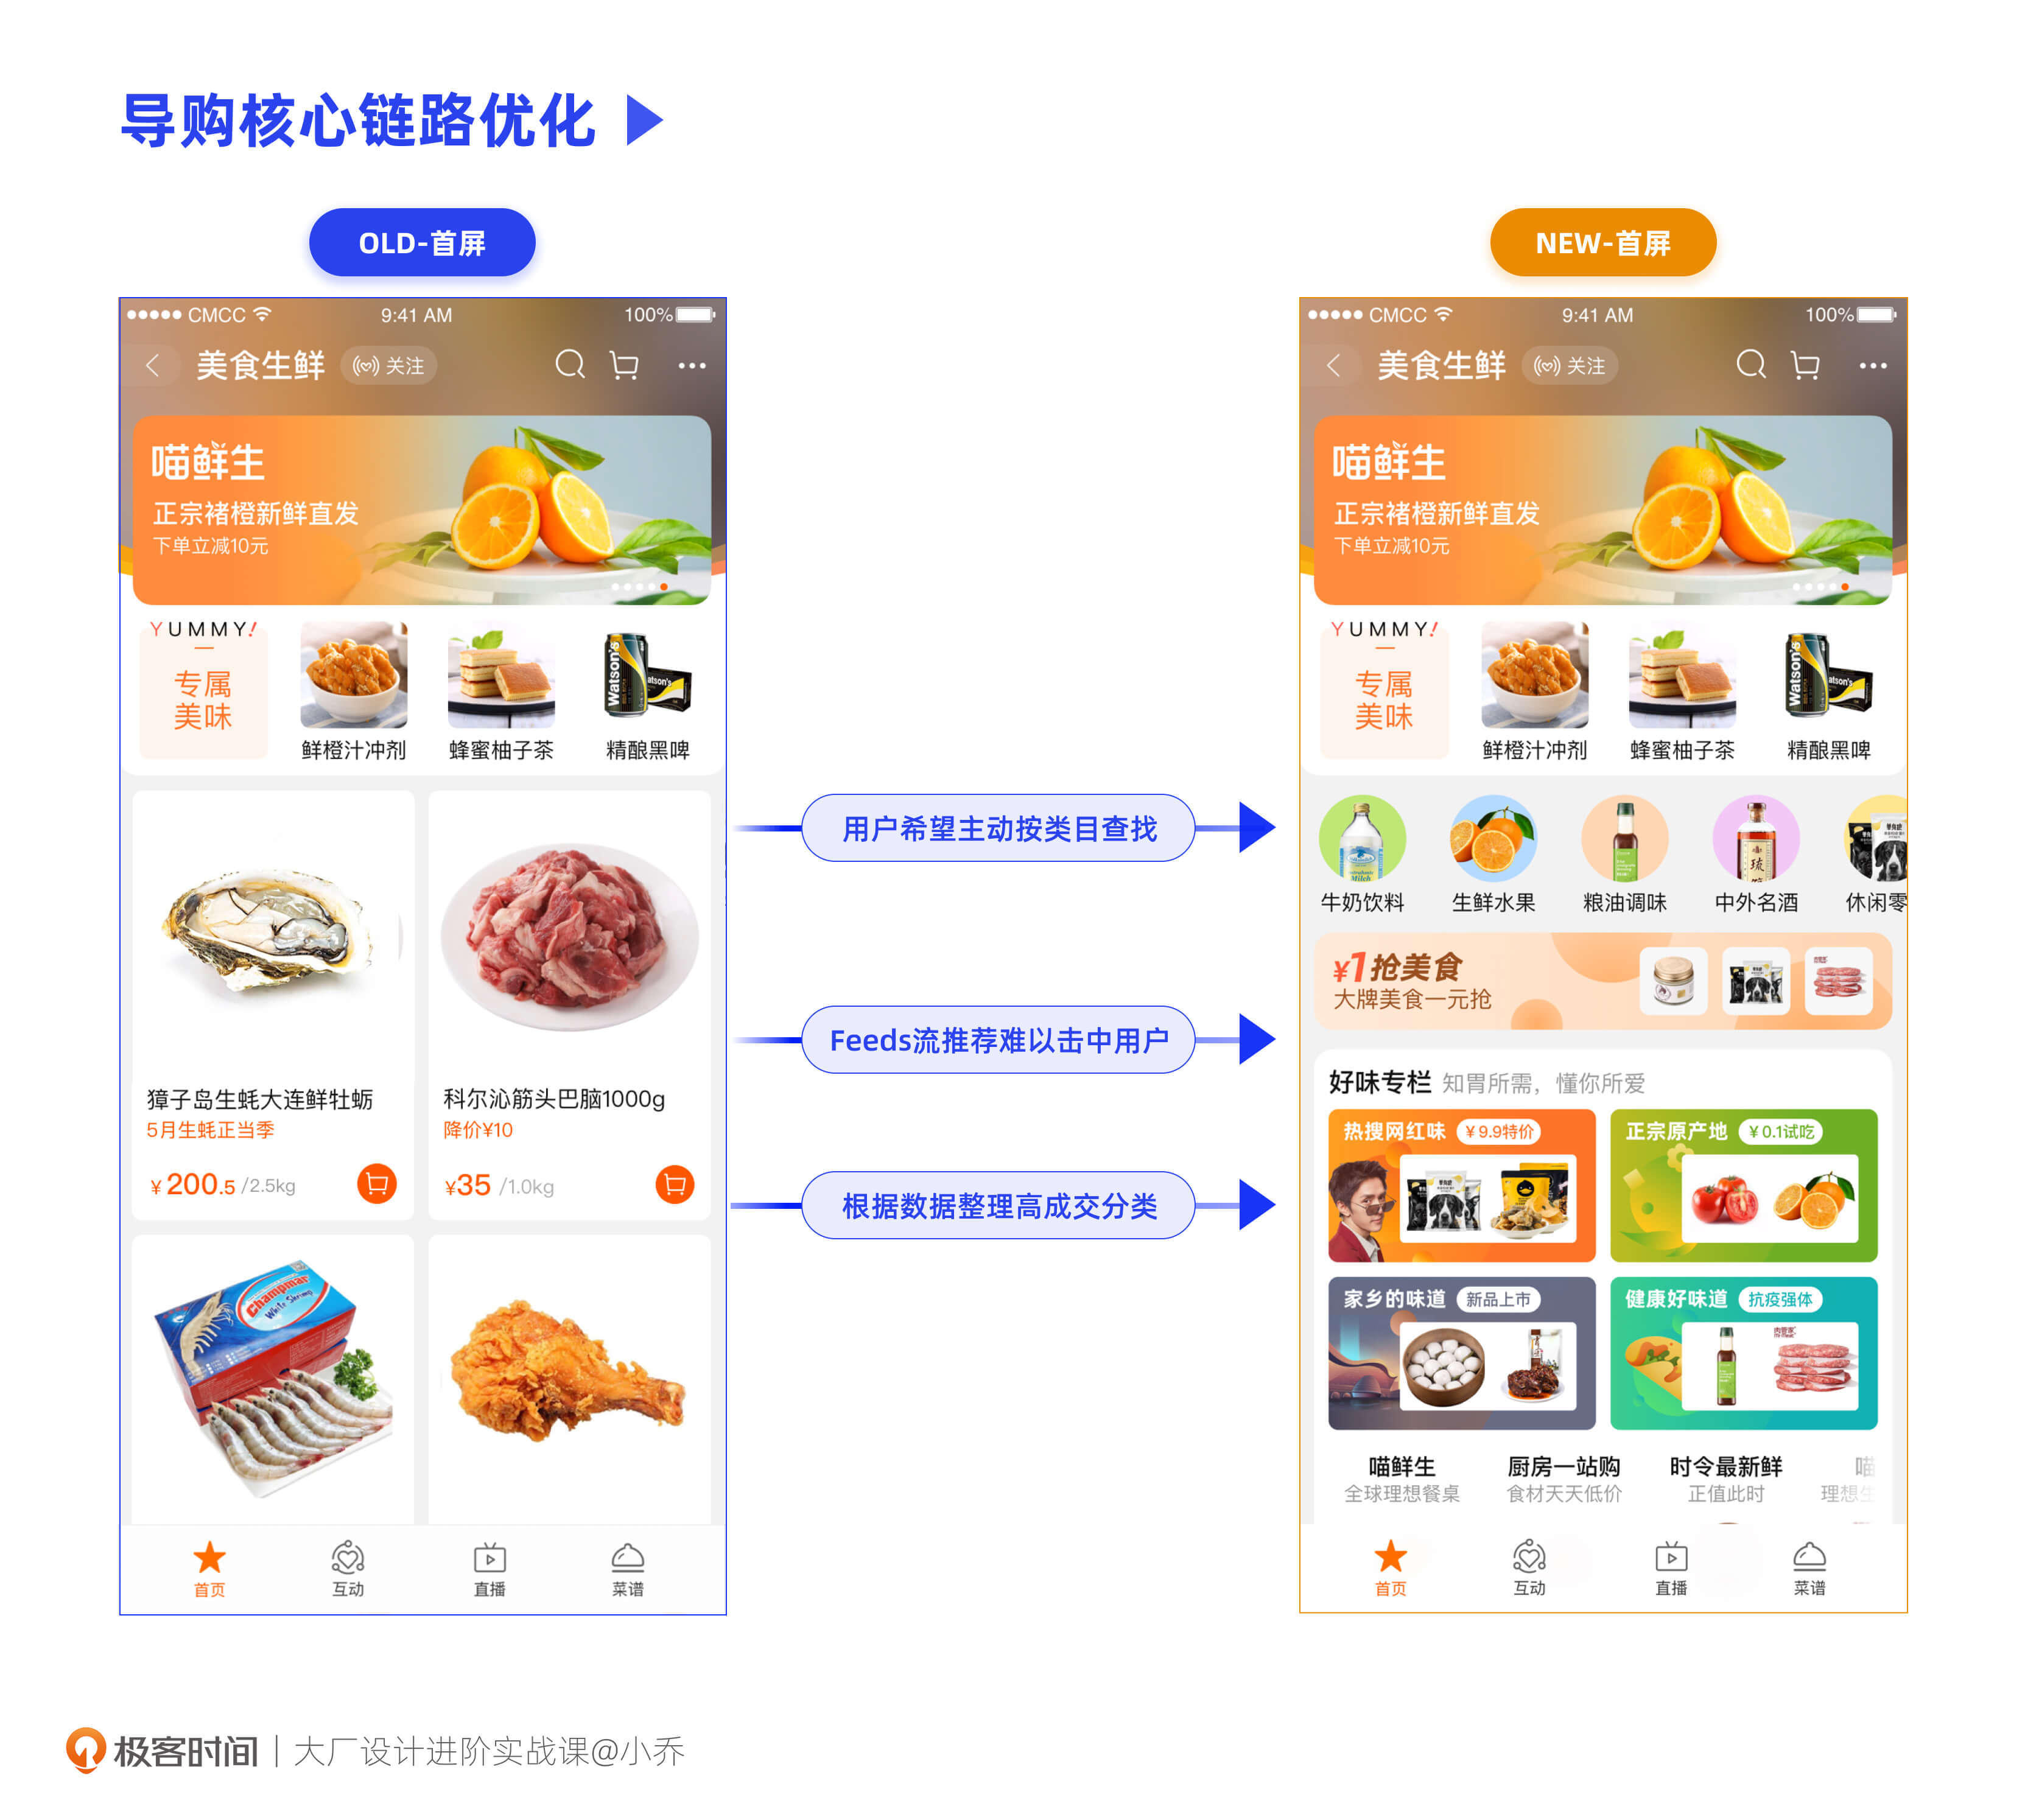 导购核心链路优化
OLD-首屏
CMCC 9:41 AM 100%
美食生鲜 关注
喵鲜生
正宗褚橙新鲜直发
下单立减10元
YUMMY!
专属
美味
鲜橙汁冲剂 蜂蜜柚子茶 精酿黑啤
Watson's
atson's
獐子岛生蚝大连鲜牡蛎
5月生蚝正当季
¥200.5 /2.5kg
科尔沁筋头巴脑1000g
降价¥10
¥35 /1.0kg
Champmar
White Shrimp
首页 互动 直播 菜谱
用户希望主动按类目查找
Feeds流推荐难以击中用户
根据数据整理高成交分类
NEW-首屏
CMCC 9:41 AM 100%
美食生鲜 关注
喵鲜生
正宗褚橙新鲜直发
下单立减10元
YUMMY!
专属
美味
鲜橙汁冲剂 蜂蜜柚子茶 精酿黑啤
Watson's
atson's
Milch
琉
牛奶饮料 生鲜水果 粮油调味 中外名酒 休闲零
¥1抢美食
大牌美食一元抢
好味专栏 知胃所需，懂你所爱
热搜网红味 ¥9.9特价
正宗原产地 ¥0.1试吃
家乡的味道 新品上市
健康好味道 抗疫强体
喵鲜生 厨房一站购 时令最新鲜 喵
全球理想餐桌 食材天天低价 正值此时 理想生
首页 互动 直播 菜谱
极客时间 | 大厂设计进阶实战课@小乔